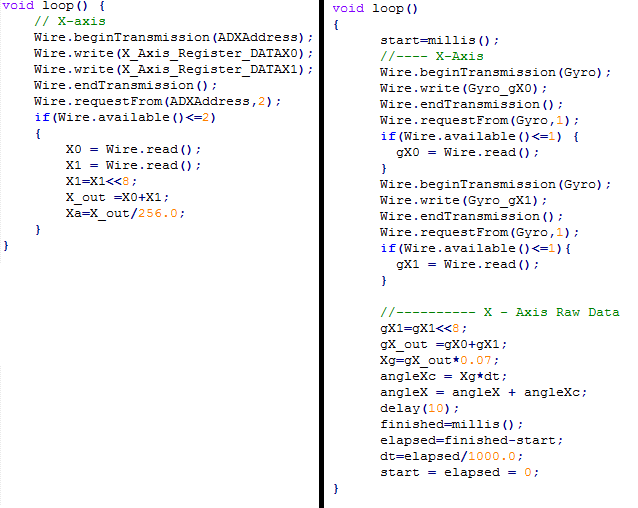 void loop() {
// X-axis
Wire.beginTransmission(ADXAddress);
Wire.write(X_Axis_Register_DATAX0);
Wire.write(X_Axis_Register_DATAX1);
Wire.endTransmission();
Wire.requestFrom(ADXAddress,2);
if(Wire.available()<=2)
{
X0 = Wire.read();
X1 = Wire.read();
X1=X1<<8;
X_out =X0+X1;
Xa=X_out/256.0;
}
}
void loop()
{
start=millis();
//---- X-Axis
Wire.beginTransmission(Gyro);
Wire.write(Gyro_gX0);
Wire.endTransmission();
Wire.requestFrom(Gyro,1);
if(Wire.available()<=1) {
gX0 = Wire.read();
}
Wire.beginTransmission(Gyro);
Wire.write(Gyro_gX1);
Wire.endTransmission();
Wire.requestFrom(Gyro,1);
if(Wire.available()<=1){
gX1 = Wire.read();
}
//---------- X - Axis Raw Data
gX1=gX1<<8;
gX_out =gX0+gX1;
Xg=gX_out*0.07;
angleXc = Xg*dt;
angleX = angleX + angleXc;
delay(10);
finished=millis();
elapsed=finished-start;
dt=elapsed/1000.0;
start = elapsed = 0;
}